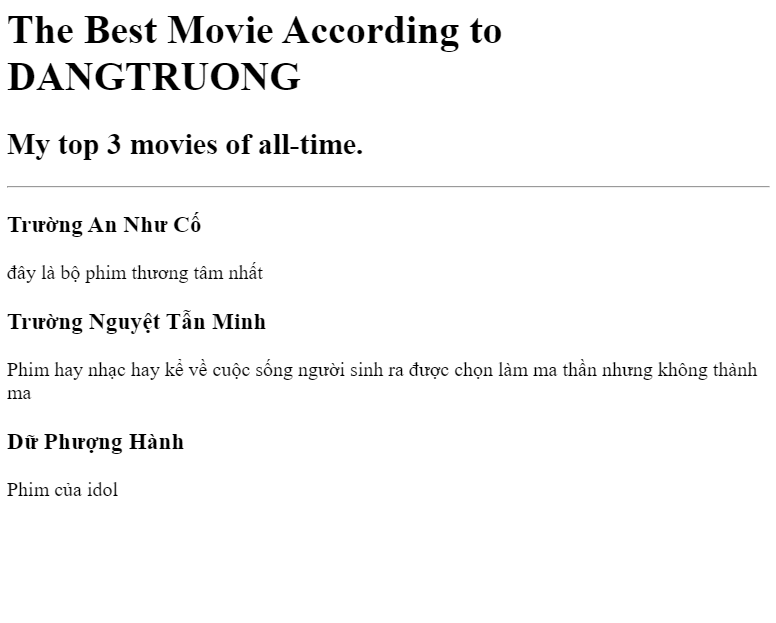 The Best Movie According to
DANGTRUONG
My top 3 movies of all-time.
Trường An Như Cố
đây là bộ phim thương tâm nhất
Trường Nguyệt Tẫn Minh
Phim hay nhạc hay kể về cuộc sống người sinh ra được chọn làm ma thần nhưng không thành
ma
Dữ Phượng Hành
Phim của idol